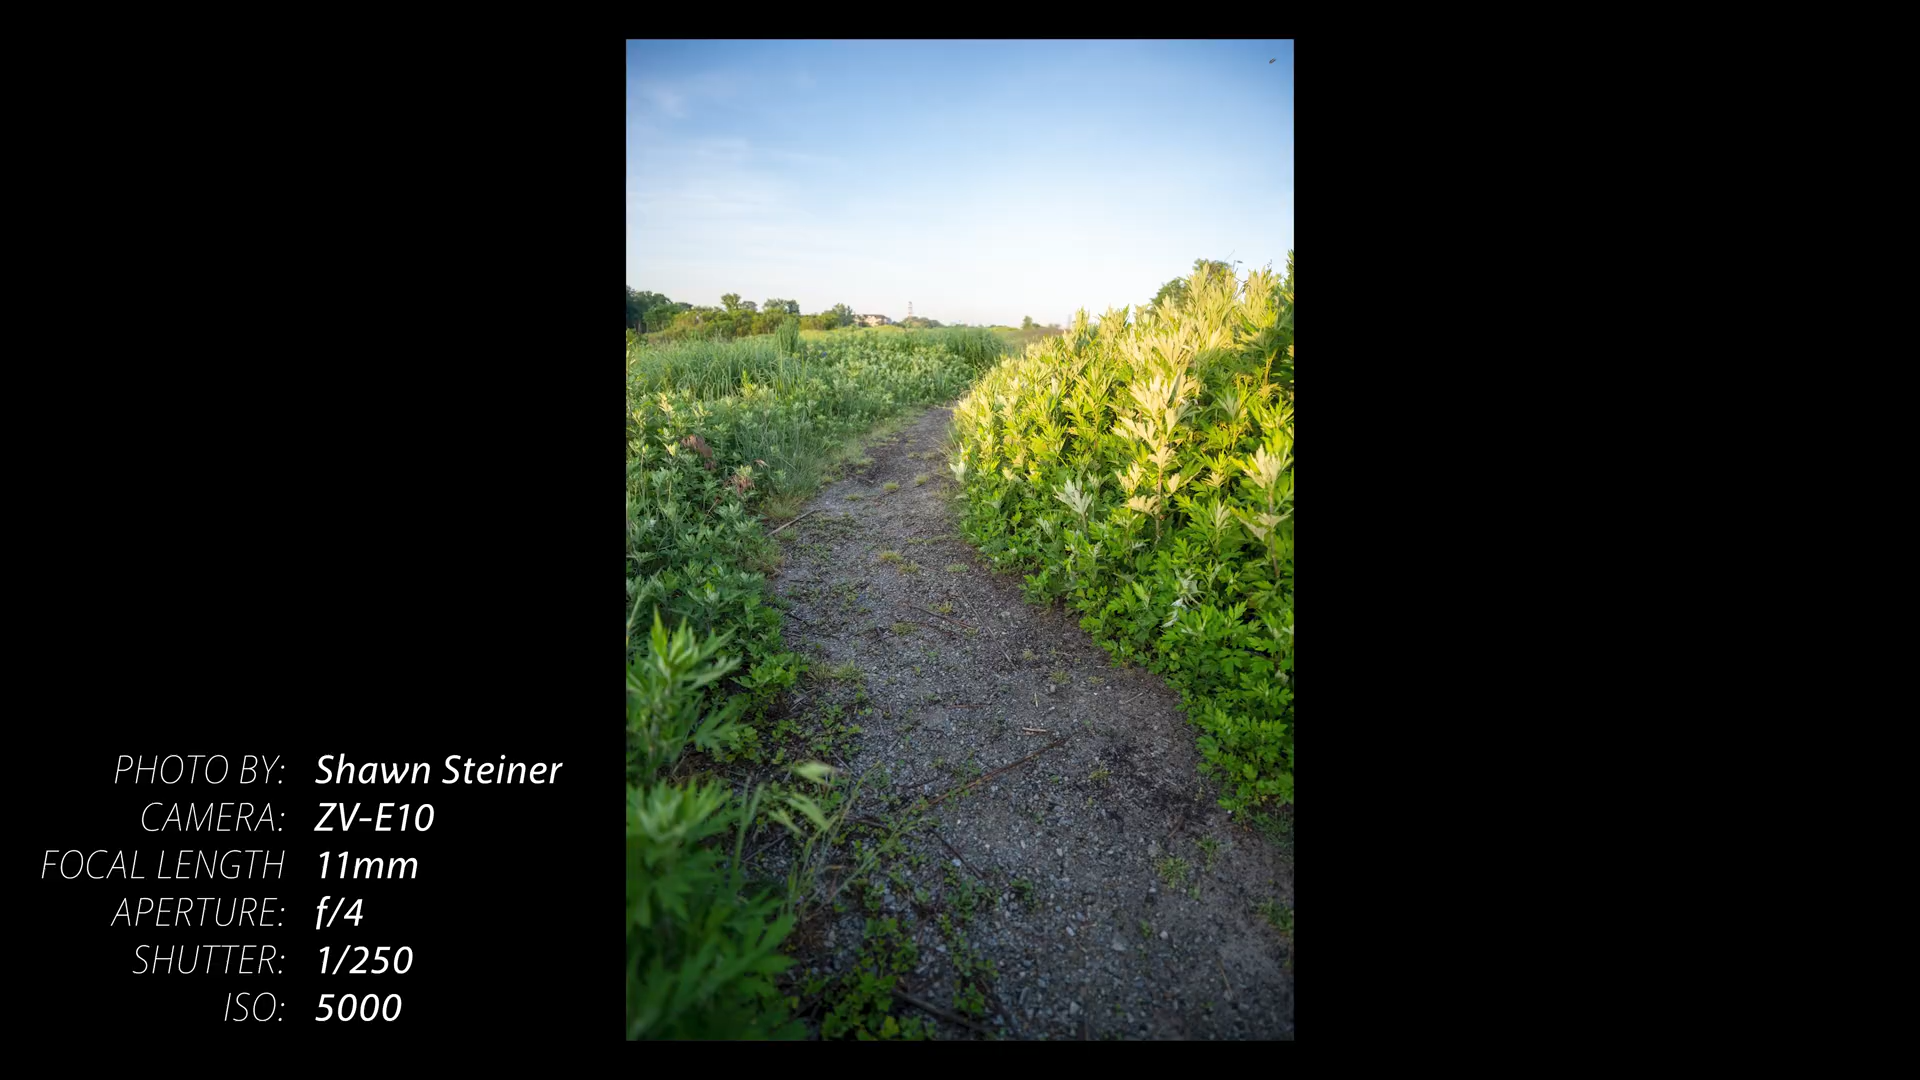 PHOTO BY: Shawn Steiner
CAMERA: ZV-E10
FOCAL LENGTH 11mm
APERTURE: f/4
SHUTTER: 1/250
ISO: 5000